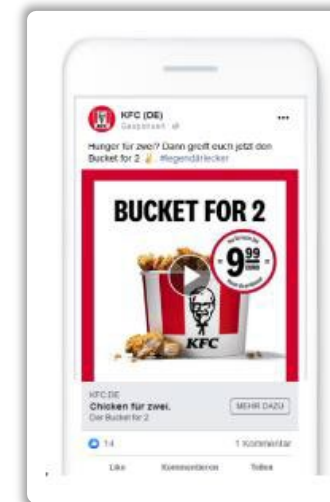 KFC (DE)
Gesponsert
Hunger für zwei? Dann greift euch jetzt den
Bucket for 2 ✌. #legendärlecker
BUCKET FOR 2
9 99
EURO
KFC
KFC.DE
Chicken für zwei.
Der Bucket for 2
MEHR DAZU
14
1 Kommentar
Like Kommentieren Teilen